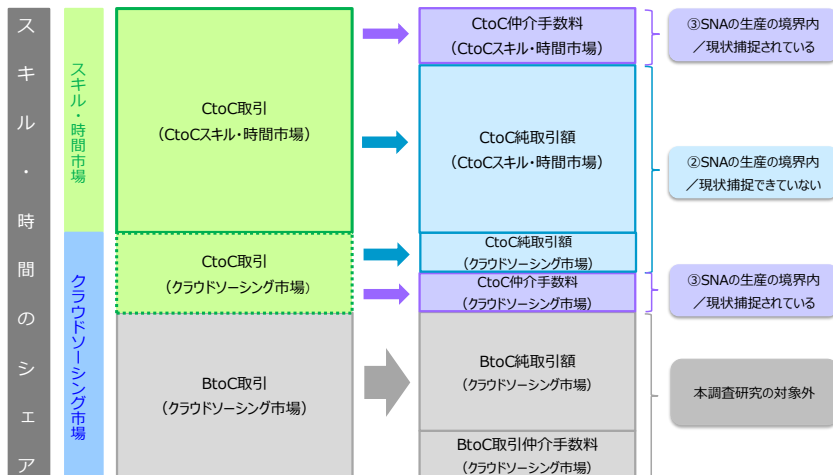 スキル・時間のシェア
スキル・時間市場
クラウドソーシング市場
CtoC取引
(CtoCスキル・時間市場)
CtoC取引
(クラウドソーシング市場)
BtoC取引
(クラウドソーシング市場)
CtoC仲介手数料
(CtoCスキル・時間市場)
CtoC純取引額
(CtoCスキル・時間市場)
CtoC純取引額
(クラウドソーシング市場)
CtoC仲介手数料
(クラウドソーシング市場)
BtoC純取引額
(クラウドソーシング市場)
BtoC取引仲介手数料
(クラウドソーシング市場)
③SNAの生産の境界内
/現状捕捉されている
②SNAの生産の境界内
/現状捕捉できていない
③SNAの生産の境界内
/現状捕捉されている
本調査研究の対象外